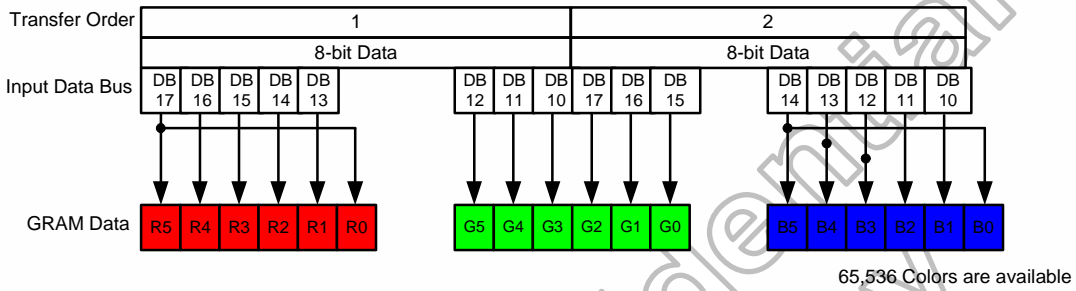 Transfer Order 1 2
8-bit Data 8-bit Data
Input Data Bus DB 17 DB 16 DB 15 DB 14 DB 13 DB 12 DB 11 DB 10 DB 17 DB 16 DB 15 DB 14 DB 13 DB 12 DB 11 DB 10
GRAM Data R5 R4 R3 R2 R1 R0 G5 G4 G3 G2 G1 G0 B5 B4 B3 B2 B1 B0
65,536 Colors are available